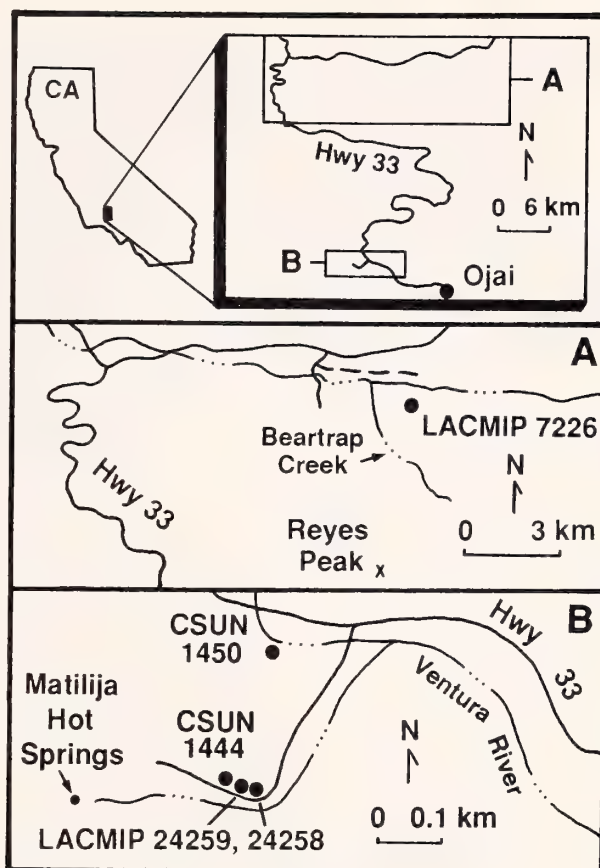 CA
A
N
Hwy 33
0 6 km
B
Ojai
A
LACMIP 7226
Beartrap
Creek
N
Hwy 33
0 3 km
Reyes
Peak x
B
Hwy
33
CSUN
1450
Ventura
River
Matilija
Hot
Springs
CSUN
1444
N
0 0.1 km
LACMIP 24259, 24258